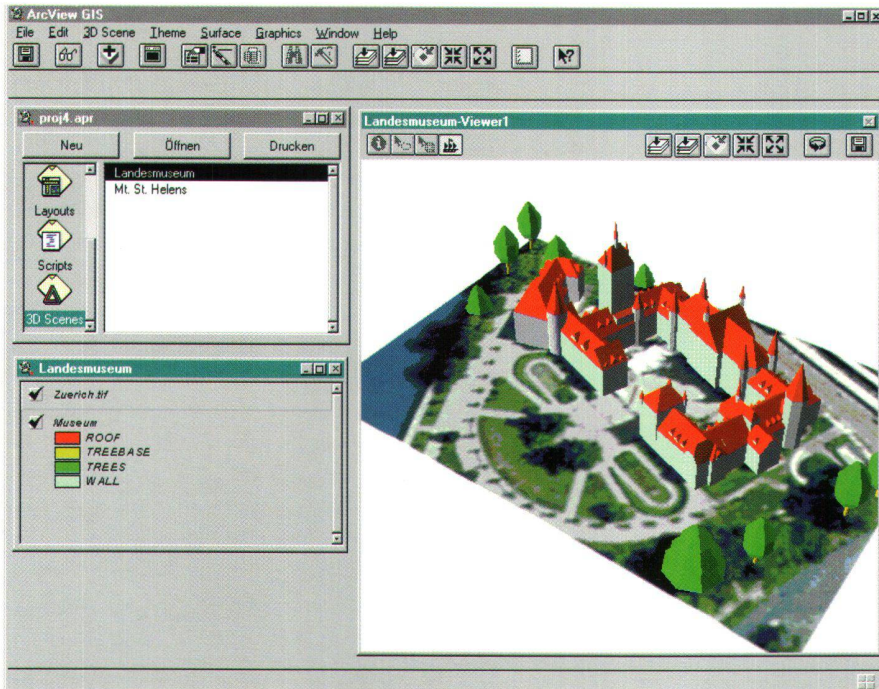 ArcView GIS
File Edit 3D Scene Theme Surface Graphics Window Help
proj4.apr
Neu Öffnen Drucken
Layouts
Scripts
3D Scenes
Landesmuseum
Mt. St. Helens
Landesmuseum
Zuerich.tif
Museum
ROOF
TREEBASE
TREES
WALL
Landesmuseum-Viewer1